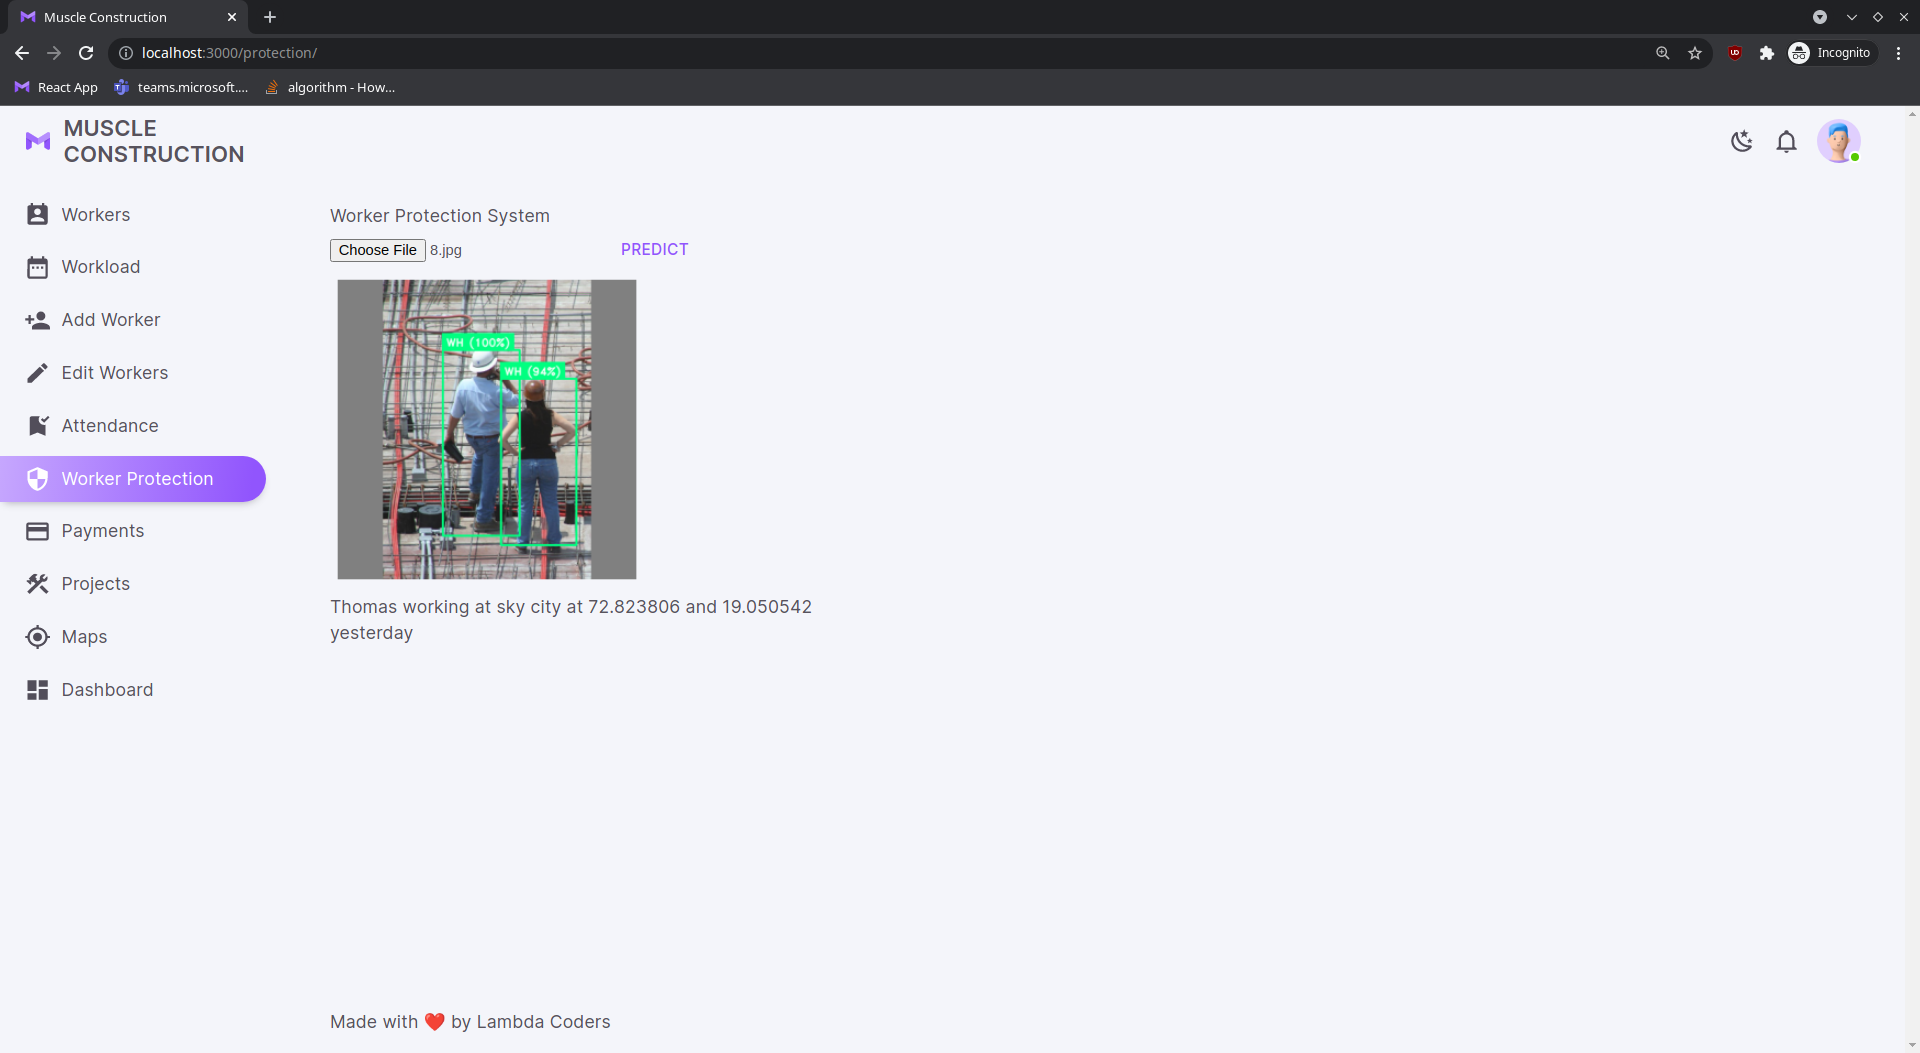 Muscle Construction
localhost:3000/protection/
Incognito
React App
teams.microsoft....
algorithm - How...
MUSCLE
CONSTRUCTION
Workers
Workload
Add Worker
Edit Workers
Attendance
Worker Protection
Payments
Projects
Maps
Dashboard
Worker Protection System
Choose File 8.jpg
PREDICT
WH (100%)
WH (94%)
Thomas working at sky city at 72.823806 and 19.050542
yesterday
Made with ❤️ by Lambda Coders